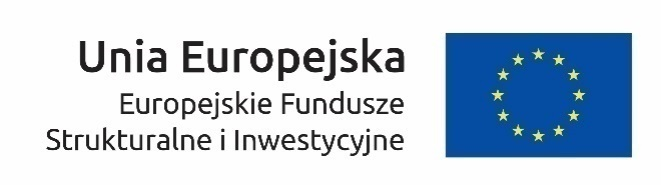 Unia Europejska
Europejskie Fundusze
Strukturalne i Inwestycyjne